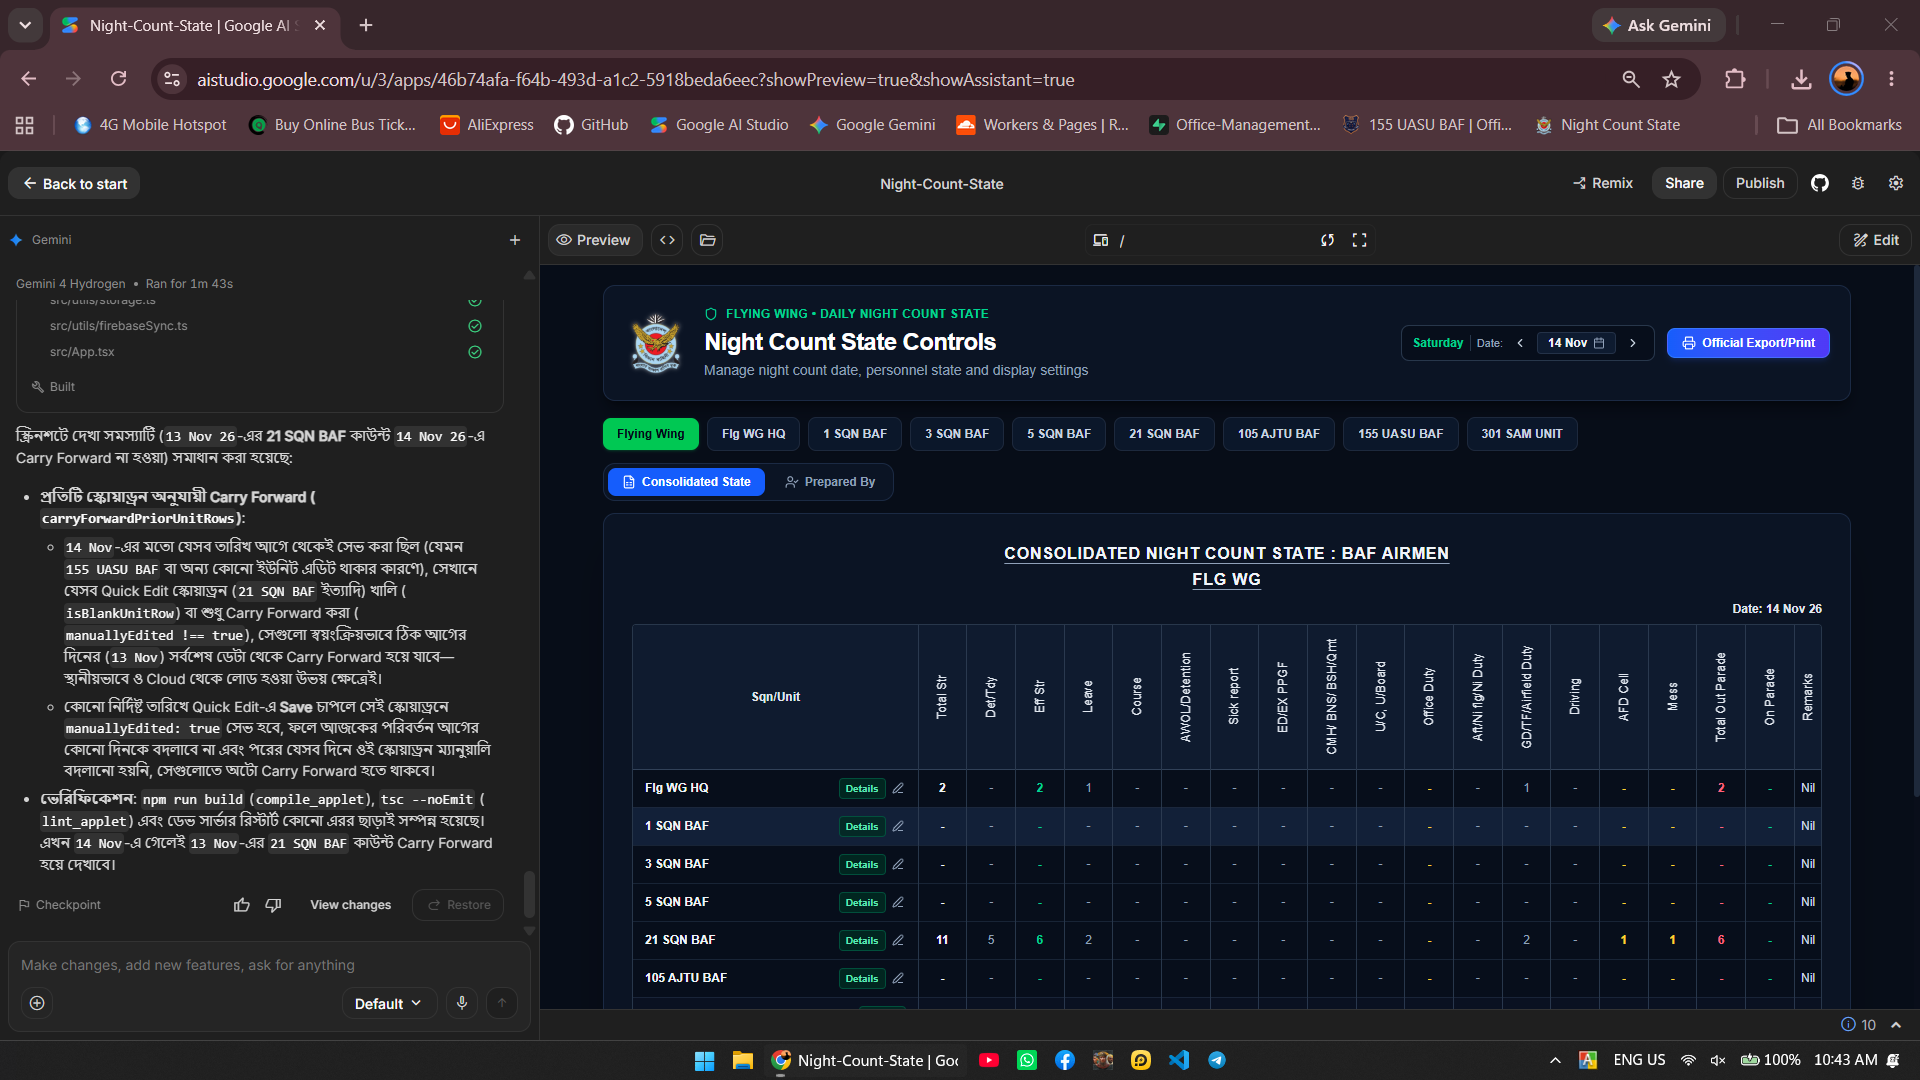 Night-Count-State | Google AI S
Ask Gemini
aistudio.google.com/u/3/apps/46b74afa-f64b-493d-a1c2-5918beda6eec?showPreview=true&showAssistant=true
4G Mobile Hotspot
Buy Online Bus Tick...
AliExpress
GitHub
Google AI Studio
Google Gemini
Workers & Pages | R...
Office-Management...
155 UASU BAF | Offi...
Night Count State
All Bookmarks
Back to start
Night-Count-State
Remix
Share
Publish
Gemini
Preview
/
Edit
Gemini 4 Hydrogen • Ran for 1m 43s
src/utils/storage.ts
src/utils/firebaseSync.ts
src/App.tsx
Built
স্ক্রিনশটে দেখা সমস্যাটি (13 Nov 26-এর 21 SQN BAF কাউন্ট 14 Nov 26-এ
Carry Forward না হওয়া) সমাধান করা হয়েছে:
• প্রতিটি স্কোয়াড্রন অনুযায়ী Carry Forward (
carryForwardPriorUnitRows):
14 Nov-এর মতো যেসব তারিখ আগে থেকেই সেভ করা ছিল (যেমন
155 UASU BAF বা অন্য কোনো ইউনিট এডিট থাকার কারণে), সেখানে
যেসব Quick Edit স্কোয়াড্রন (21 SQN BAF ইত্যাদি) খালি (
isBlankUnitRow) বা শুধু Carry Forward করা (
manuallyEdited !== true), সেগুলো স্বয়ংক্রিয়ভাবে ঠিক আগের
দিনের (13 Nov) সর্বশেষ ডেটা থেকে Carry Forward হয়ে যাবে—
স্থানীয়ভাবে ও Cloud থেকে লোড হওয়া উভয় ক্ষেত্রেই।
কোনো নির্দিষ্ট তারিখে Quick Edit-এ Save চাপলে সেই স্কোয়াড্রনে
manuallyEdited: true সেভ হবে, ফলে আজকের পরিবর্তন আগের
কোনো দিনকে বদলাবে না এবং পরের যেসব দিনে ওই স্কোয়াড্রন ম্যানুয়ালি
বদলানো হয়নি, সেগুলোতে অটো Carry Forward হতে থাকবে।
• ভেরিফিকেশন: npm run build (compile_applet), tsc --noEmit (
lint_applet) এবং ডেভ সার্ভার রিস্টার্ট কোনো এরর ছাড়াই সম্পন্ন হয়েছে।
এখন 14 Nov-এ গেলেই 13 Nov-এর 21 SQN BAF কাউন্ট Carry Forward
হয়ে দেখাবে।
Checkpoint
View changes
Restore
Make changes, add new features, ask for anything
Default
FLYING WING • DAILY NIGHT COUNT STATE
Night Count State Controls
Manage night count date, personnel state and display settings
Saturday Date: 14 Nov
Official Export/Print
Flying Wing
Flg WG HQ
1 SQN BAF
3 SQN BAF
5 SQN BAF
21 SQN BAF
105 AJTU BAF
155 UASU BAF
301 SAM UNIT
Consolidated State
Prepared By
CONSOLIDATED NIGHT COUNT STATE : BAF AIRMEN
FLG WG
Date: 14 Nov 26
Sqn/Unit
Total Str
Det/Tdy
Eff Str
Leave
Course
AWOL/Detention
Sick report
ED/EX PPGF
CMH/ BNS/ BSH/Qrnt
U/C, U/Board
Office Duty
Aft/Ni flg/Ni Duty
GD/TF/Airfield Duty
Driving
AFD Cell
Mess
Total Out Parade
On Parade
Remarks
Flg WG HQ Details 2 - 2 1 - - - - - - - - 1 - - - 2 - Nil
1 SQN BAF Details - - - - - - - - - - - - - - - - - - Nil
3 SQN BAF Details - - - - - - - - - - - - - - - - - - Nil
5 SQN BAF Details - - - - - - - - - - - - - - - - - - Nil
21 SQN BAF Details 11 5 6 2 - - - - - - - - 2 - 1 1 6 - Nil
105 AJTU BAF Details - - - - - - - - - - - - - - - - - - Nil
10
Night-Count-State | Goo
ENG US
100%
10:43 AM